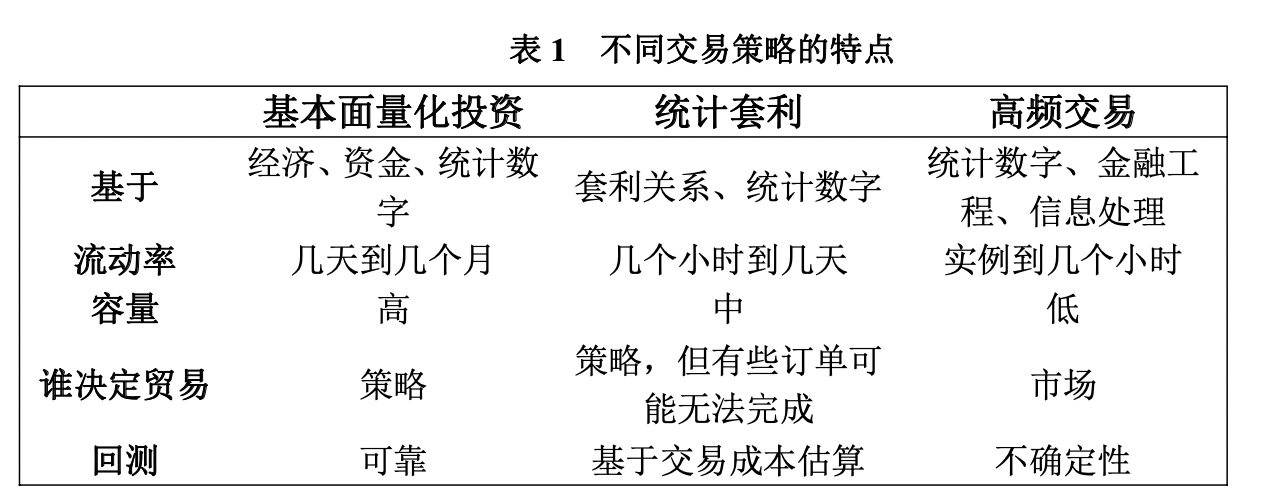 表 1 不同交易策略的特点
基本面量化投资 统计套利 高频交易
经济、资金、统计数 统计数字、金融工
基于 套利关系、统计数字
字 程、信息处理
流动率 几天到几个月 几个小时到几天 实例到几个小时
容量 高 中 低
策略，但有些订单可
谁决定贸易 策略 市场
能无法完成
回测 可靠 基于交易成本估算 不确定性